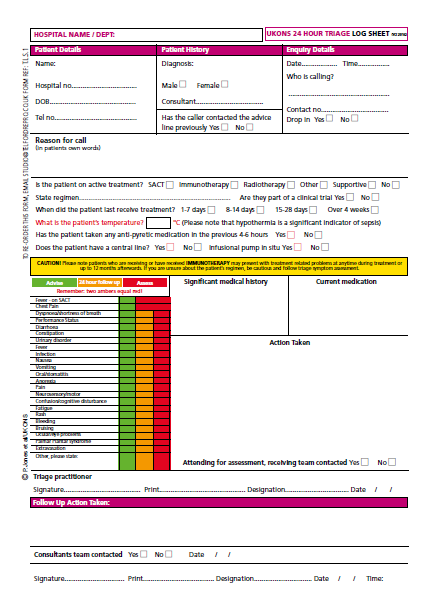 HOSPITAL NAME / DEPT:
UKONS 24 HOUR TRIAGE LOG SHEET
Patient Details
Patient History
Enquiry Details
Name:
Diagnosis:
Date............... Time...............
Who is calling?
Hospital no
Male Female
DOB
Consultant
Contact no
Tel no
Has the caller contacted the advice
line previously Yes No
Drop in Yes No
Reason for call
(in patients own words)
Is the patient on active treatment? SACT Immunotherapy Radiotherapy Other Supportive No
State regimen Are they part of a clinical trial Yes No
When did the patient last receive treatment? 1-7 days 8-14 days 15-28 days Over 4 weeks
What is the patient's temperature? °C (Please note that hypothermia is a significant indicator of sepsis)
Has the patient taken any anti-pyretic medication in the previous 4-6 hours Yes No
Does the patient have a central line? Yes No Infusional pump in situ Yes No
CAUTION! Please note patients who are receiving or have received IMMUNOTHERAPY may present with treatment related problems at anytime during treatment or
up to 12 months afterwards. If you are unsure about the patient's regimen, be cautious and follow triage symptom assessment.
Advise 24 hour follow up Assess
Remember: two ambers equal red!
Significant medical history
Current medication
Fever - on SACT
Chest Pain
Dyspnoea/shortness of breath
Performance Status
Diarrhoea
Constipation
Urinary disorder
Fever
Infection
Nausea
Vomiting
Oral/stomatitis
Anorexia
Pain
Neurosensory/motor
Confusion/cognitive disturbance
Fatigue
Rash
Bleeding
Bruising
Ocular/eye problems
Palmar Plantar syndrome
Extravasation
Other, please state:
Action Taken
Attending for assessment, receiving team contacted Yes No
Triage practitioner
Signature Print Designation Date / /
Follow Up Action Taken:
Consultants team contacted Yes No Date / /
Signature Print Designation Date / / Time:
© P.Jones et al/UKONS